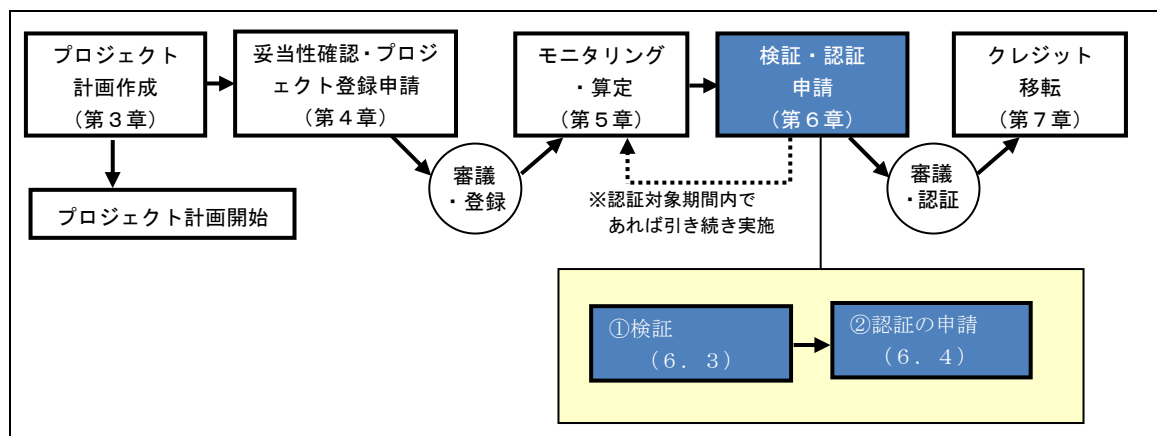 プロジェクト
計画作成
（第３章）
妥当性確認・プロジ
ェクト登録申請
（第４章）
モニタリング
・算定
（第５章）
検証・認証
申請
（第６章）
クレジット
移転
（第７章）
審議
・登録
審議
・認証
プロジェクト計画開始
※認証対象期間内で
あれば引き続き実施
①検証
（６．３）
②認証の申請
（６．４）